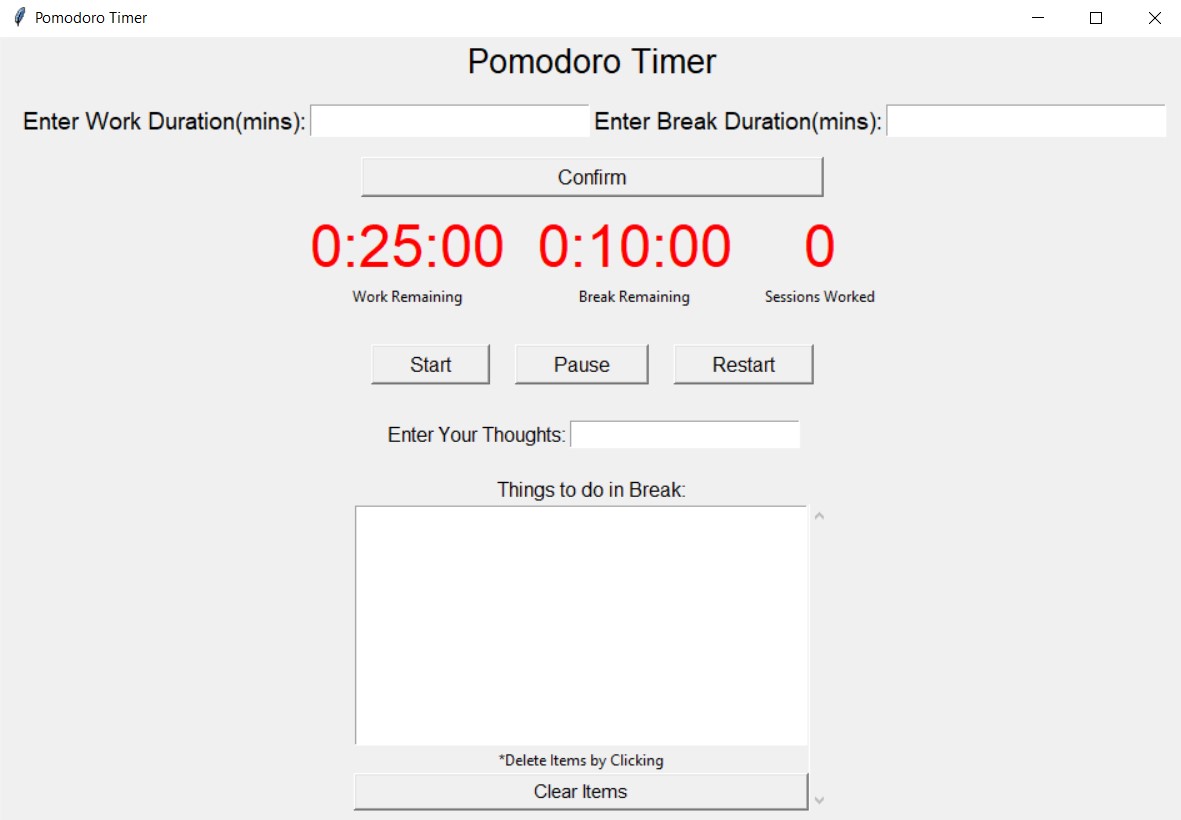 Pomodoro Timer
Pomodoro Timer
Enter Work Duration(mins): Enter Break Duration(mins):
Confirm
0:25:00 0:10:00 0
Work Remaining Break Remaining Sessions Worked
Start Pause Restart
Enter Your Thoughts:
Things to do in Break:
*Delete Items by Clicking
Clear Items